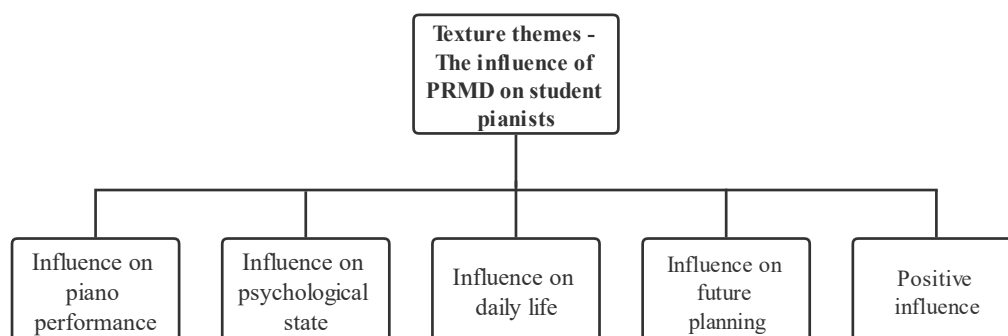 Texture themes -
The influence of
PRMD on student
pianists
Influence on
piano
performance
Influence on
psychological
state
Influence on
daily life
Influence on
future
planning
Positive
influence